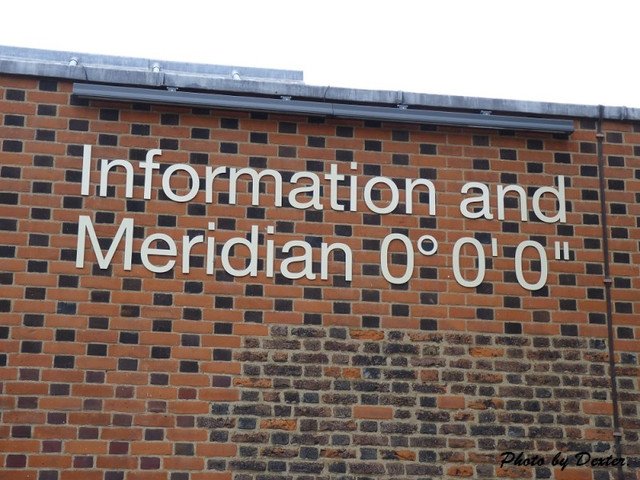 Information and
Meridian 0° 0' 0"
Photo by Dexter.